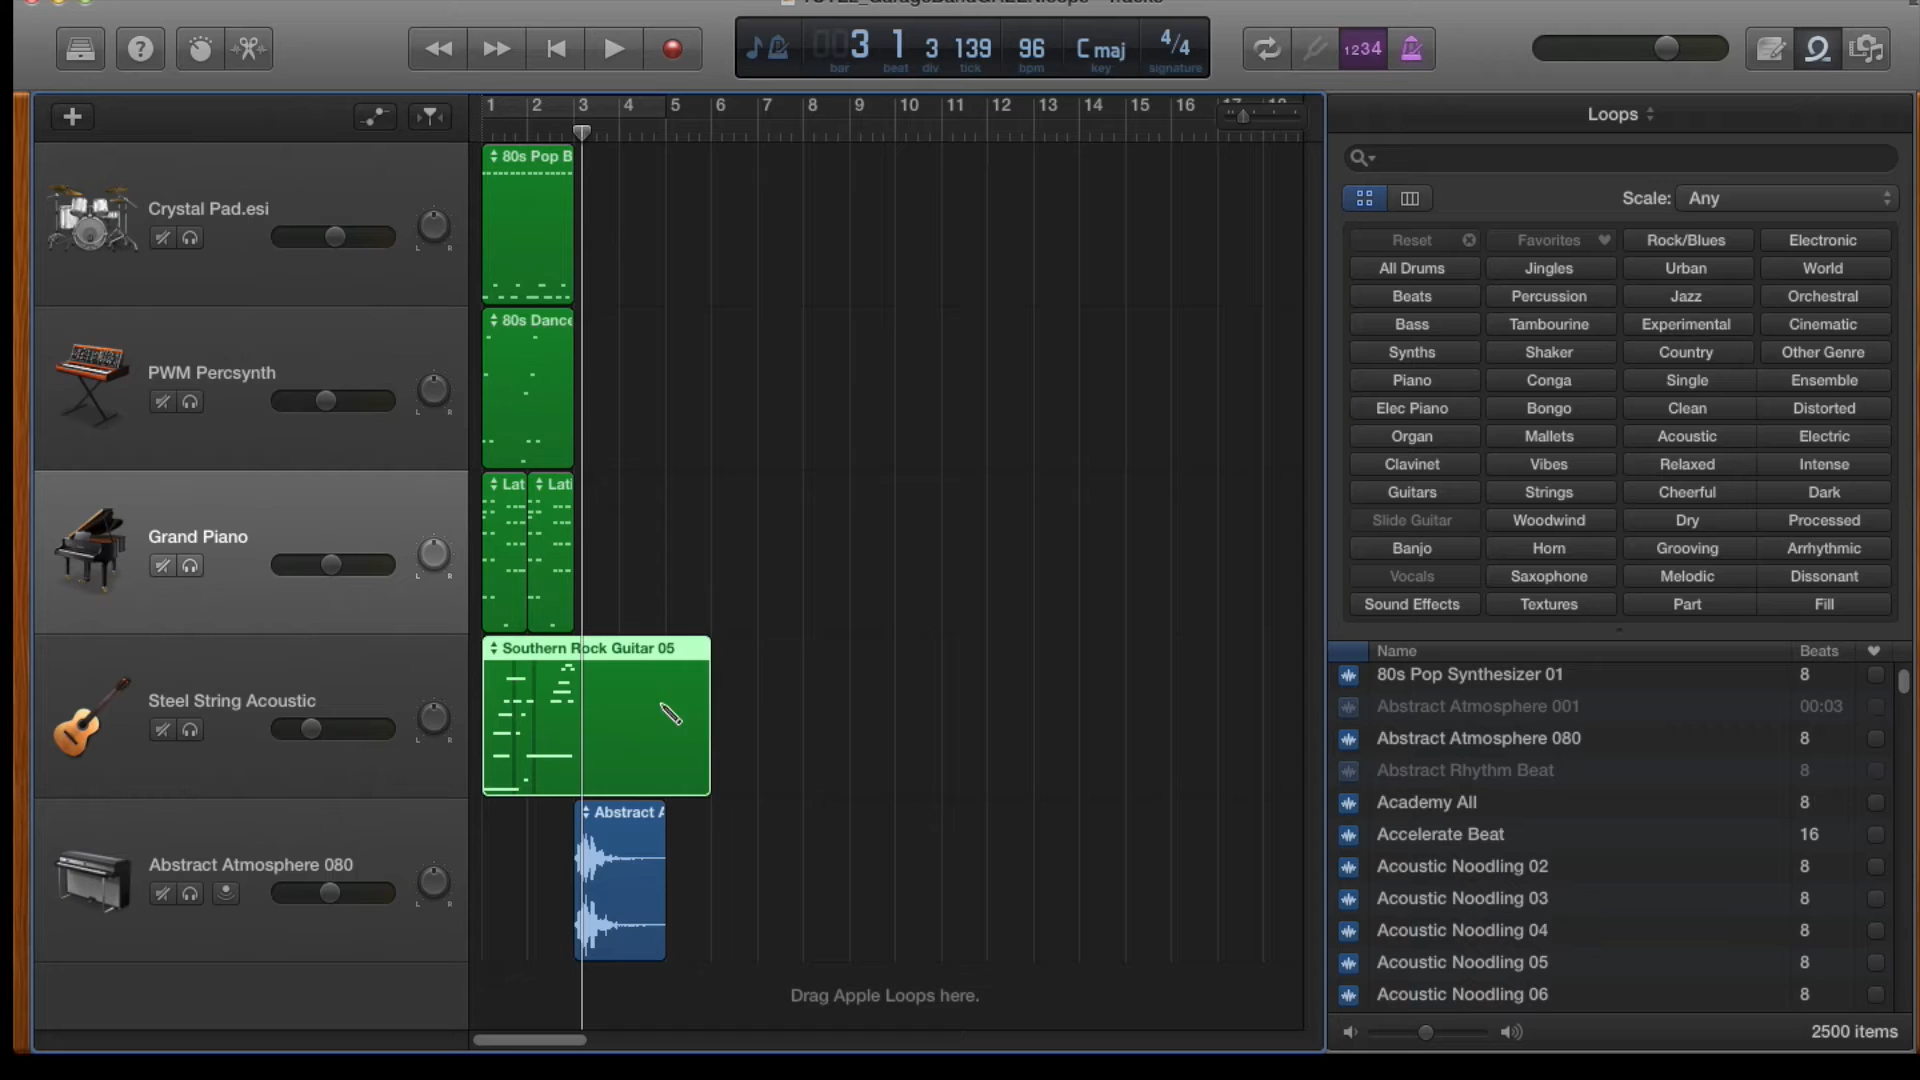 1234
3 1 3 139 96 C maj 4/4
bar beat div tick bpm key signature
1 2 3 4 5 6 7 8 9 10 11 12 13 14 15 16
Loops
Scale: Any
Reset Favorites Rock/Blues Electronic
All Drums Jingles Urban World
Beats Percussion Jazz Orchestral
Bass Tambourine Experimental Cinematic
Synths Shaker Country Other Genre
Piano Conga Single Ensemble
Elec Piano Bongo Clean Distorted
Organ Mallets Acoustic Electric
Clavinet Vibes Relaxed Intense
Guitars Strings Cheerful Dark
Slide Guitar Woodwind Dry Processed
Banjo Horn Grooving Arrhythmic
Vocals Saxophone Melodic Dissonant
Sound Effects Textures Part Fill
Crystal Pad.esi
L R
80s Pop B
PWM Percsynth
L R
80s Dance
Grand Piano
L R
Lat Lati
Steel String Acoustic
L R
Southern Rock Guitar 05
Abstract Atmosphere 080
L R
Abstract A
Drag Apple Loops here.
Name Beats
80s Pop Synthesizer 01 8
Abstract Atmosphere 001 00:03
Abstract Atmosphere 080 8
Abstract Rhythm Beat 8
Academy All 8
Accelerate Beat 16
Acoustic Noodling 02 8
Acoustic Noodling 03 8
Acoustic Noodling 04 8
Acoustic Noodling 05 8
Acoustic Noodling 06 8
2500 items